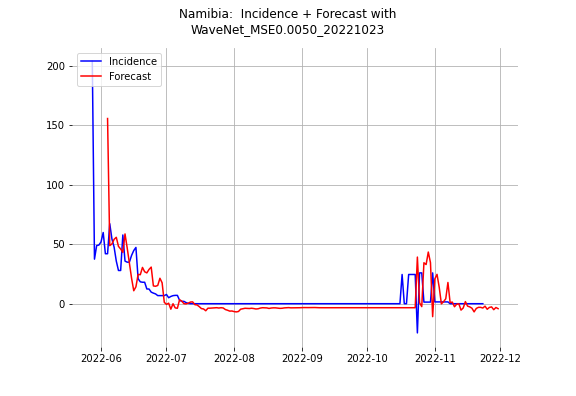 Namibia:  Incidence + Forecast with
WaveNet_MSE0.0050_20221023
Incidence
Forecast
200
150
100
50
0
2022-06 2022-07 2022-08 2022-09 2022-10 2022-11 2022-12